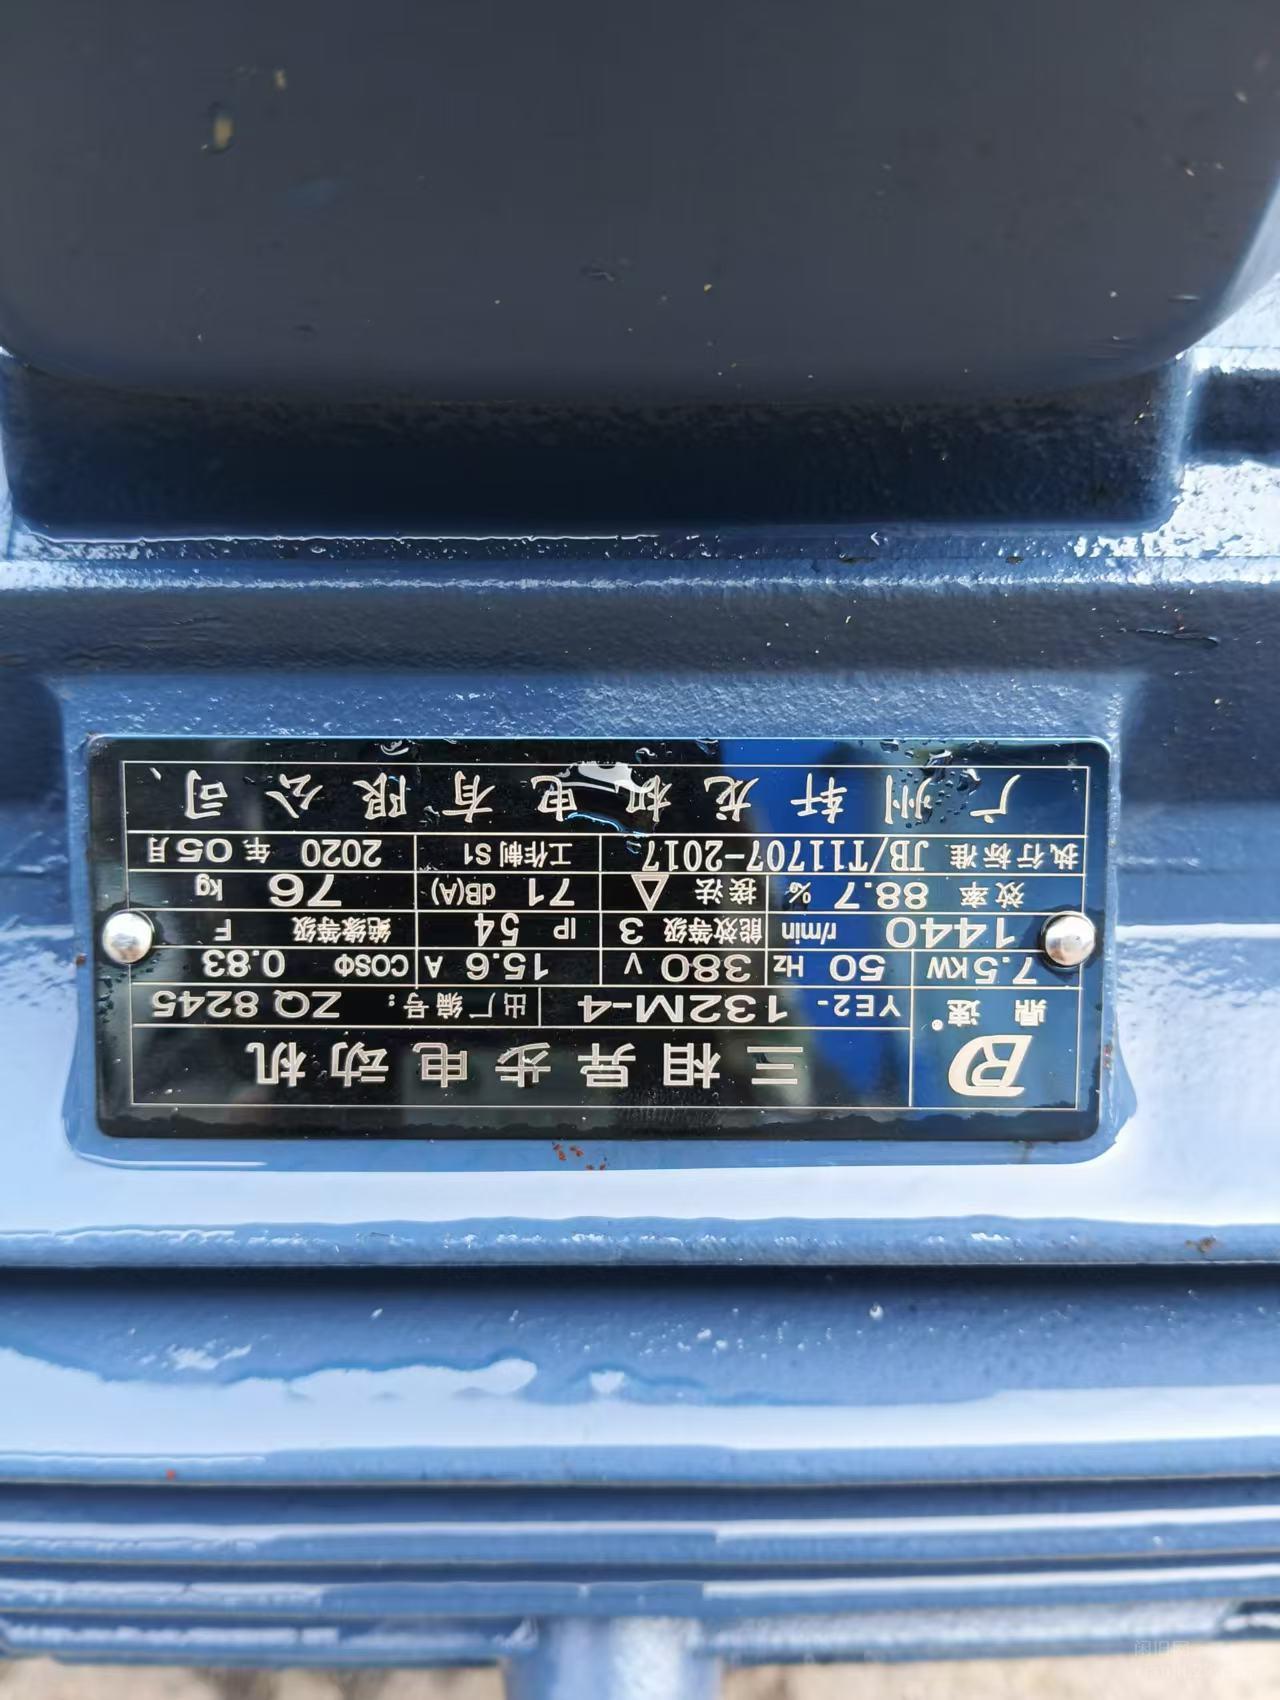 三相异步电动机
鼎速 YE2-132M-4 出厂编号: ZQ 8245
7.5KW 50 Hz 380 V 15.6 A COSΦ 0.83
1440 r/min 能效等级 3 IP 54 绝缘等级 F
效率 88.7 % 接法 △ 71 dB(A) 76 kg
执行标准 JB/T11707-2017 工作制 S1 2020 年 05 月
广州轩龙机电有限公司